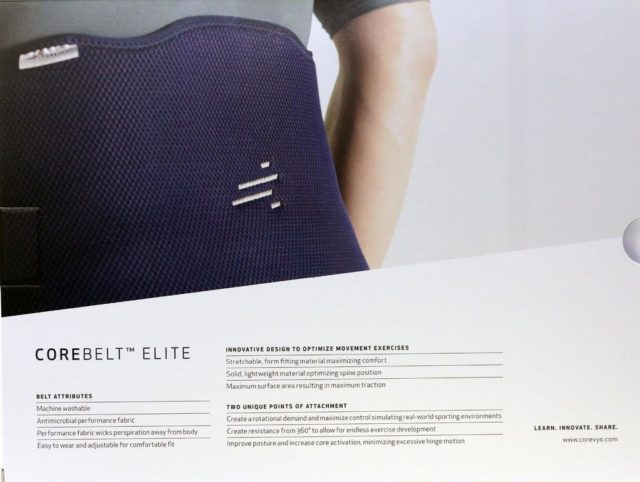 COREBELT™ ELITE
BELT ATTRIBUTES
Machine washable
Antimicrobial performance fabric
Performance fabric wicks perspiration away from body
Easy to wear and adjustable for comfortable fit
INNOVATIVE DESIGN TO OPTIMIZE MOVEMENT EXERCISES
Stretchable, form fitting material maximizing comfort
Solid, lightweight material optimizing spine position
Maximum surface area resulting in maximum traction
TWO UNIQUE POINTS OF ATTACHMENT
Create a rotational demand and maximize control simulating real-world sporting environments
Create resistance from 360° to allow for endless exercise development
Improve posture and increase core activation, minimizing excessive hinge motion
LEARN. INNOVATE. SHARE.
www.corevyo.com